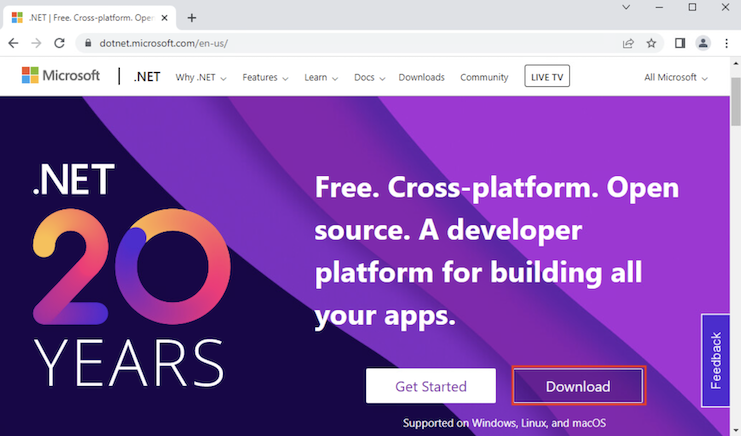 .NET | Free. Cross-platform. Open
dotnet.microsoft.com/en-us/
Microsoft .NET Why .NET Features Learn Docs Downloads Community LIVE TV All Microsoft
.NET
20
YEARS
Free. Cross-platform. Open
source. A developer
platform for building all
your apps.
Get Started Download
Supported on Windows, Linux, and macOS
Feedback